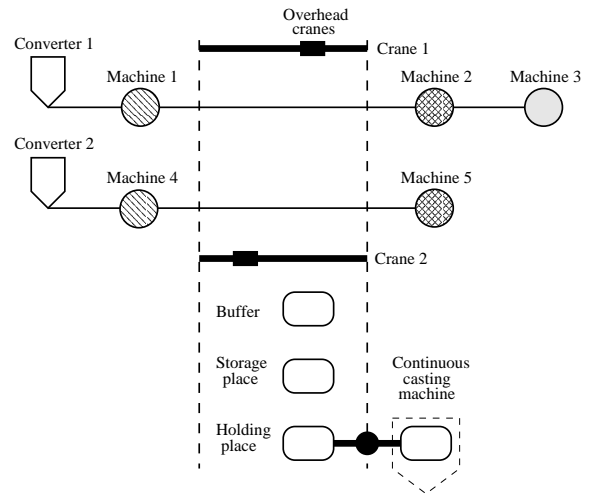 Overhead
cranes
Converter 1
Crane 1
Machine 1
Machine 2
Machine 3
Converter 2
Machine 4
Machine 5
Crane 2
Buffer
Storage
place
Continuous
casting
machine
Holding
place